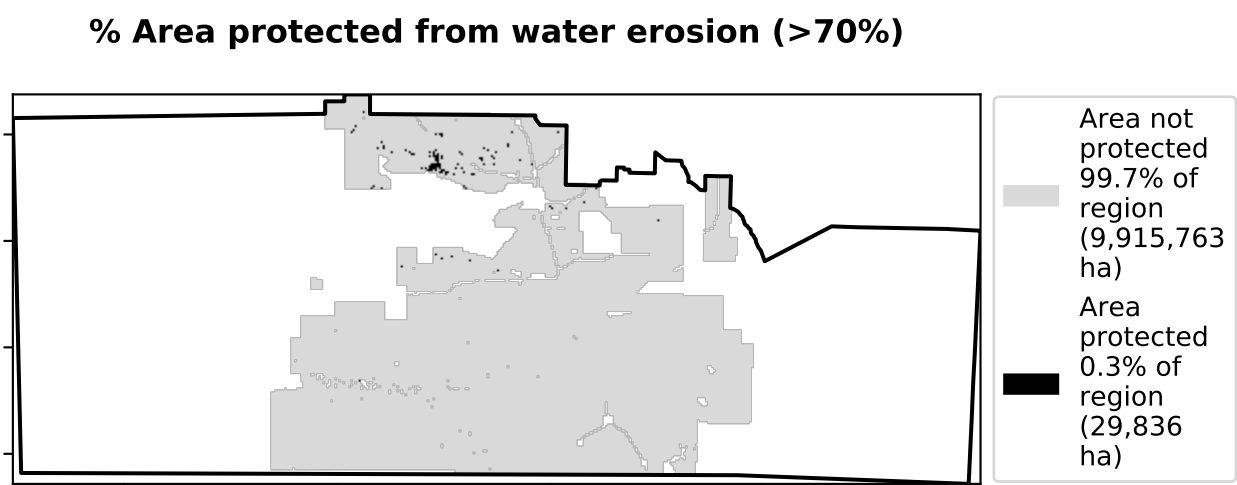 % Area protected from water erosion (>70%)
Area not
protected
99.7% of
region
(9,915,763
ha)
Area
protected
0.3% of
region
(29,836
ha)